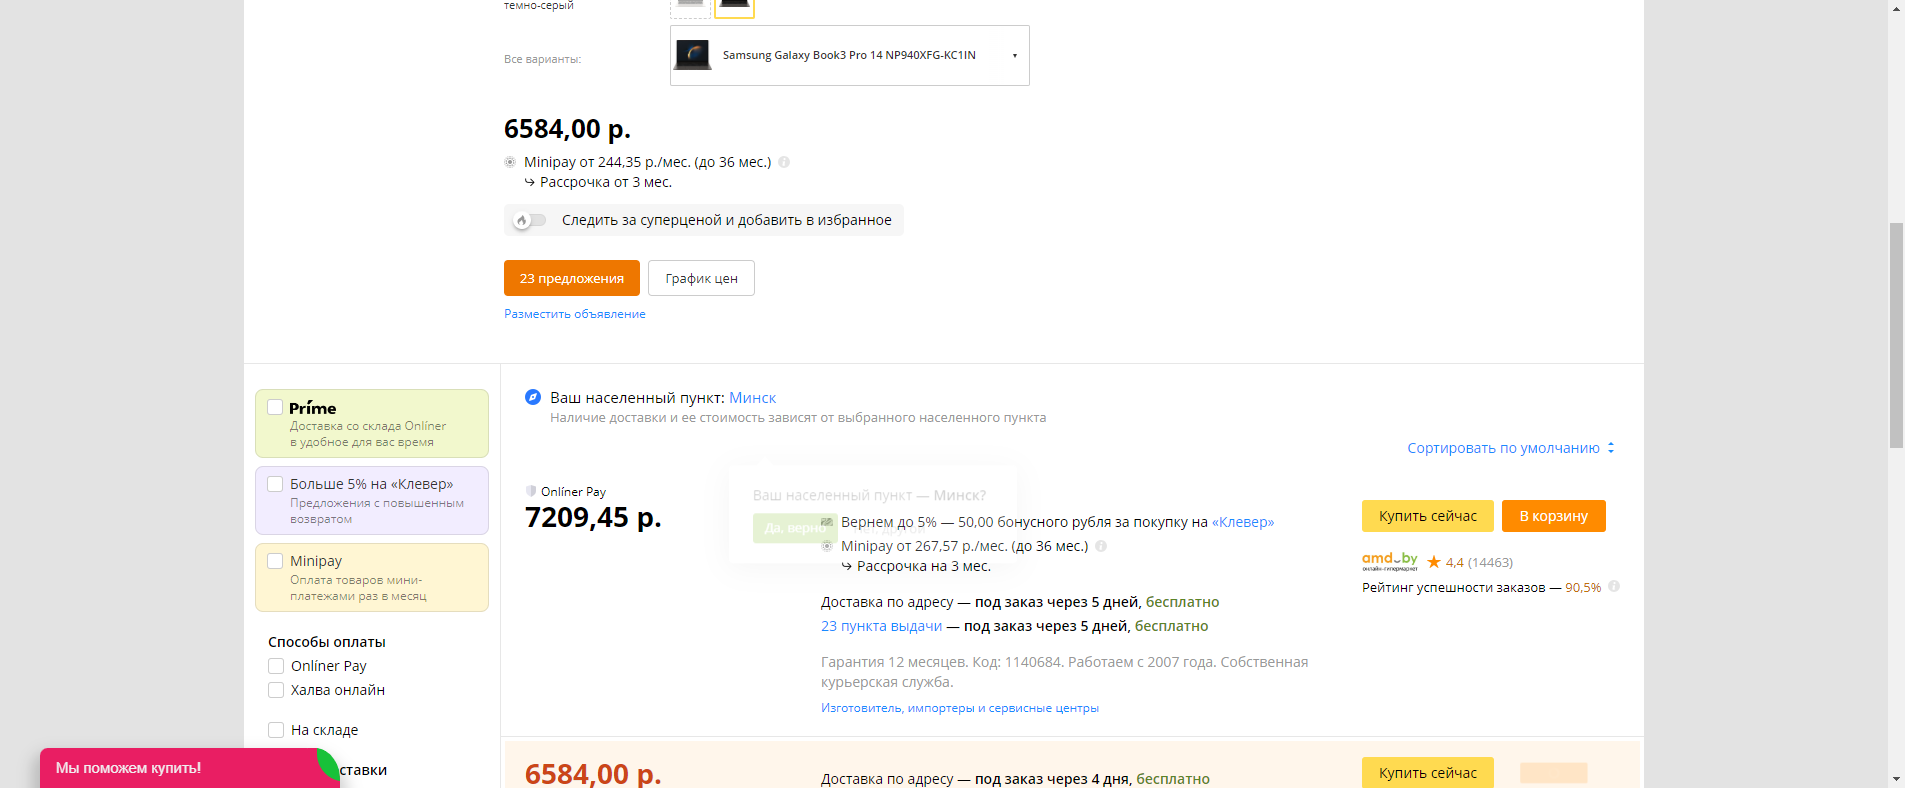 темно-серый
Все варианты:
Samsung Galaxy Book3 Pro 14 NP940XFG-KC1IN
6584,00 р.
Minipay от 244,35 р./мес. (до 36 мес.)
Рассрочка от 3 мес.
Следить за суперценой и добавить в избранное
23 предложения
График цен
Разместить объявление
Prime
Доставка со склада Onlíner
в удобное для вас время
Больше 5% на «Клевер»
Предложения с повышенным
возвратом
Minipay
Оплата товаров мини-
платежами раз в месяц
Способы оплаты
Onlíner Pay
Халва онлайн
На складе
ставки
Мы поможем купить!
Ваш населенный пункт: Минск
Наличие доставки и ее стоимость зависят от выбранного населенного пункта
Сортировать по умолчанию
Onlíner Pay
7209,45 р.
Ваш населенный пункт — Минск?
Да, верно
Вернем до 5% — 50,00 бонусного рубля за покупку на «Клевер»
Minipay от 267,57 р./мес. (до 36 мес.)
Рассрочка на 3 мес.
Доставка по адресу — под заказ через 5 дней, бесплатно
23 пункта выдачи — под заказ через 5 дней, бесплатно
Гарантия 12 месяцев. Код: 1140684. Работаем с 2007 года. Собственная
курьерская служба.
Изготовитель, импортеры и сервисные центры
Купить сейчас
В корзину
amd.by
онлайн-гипермаркет
4,4 (14463)
Рейтинг успешности заказов — 90,5%
6584,00 р.
Доставка по адресу — под заказ через 4 дня, бесплатно
Купить сейчас